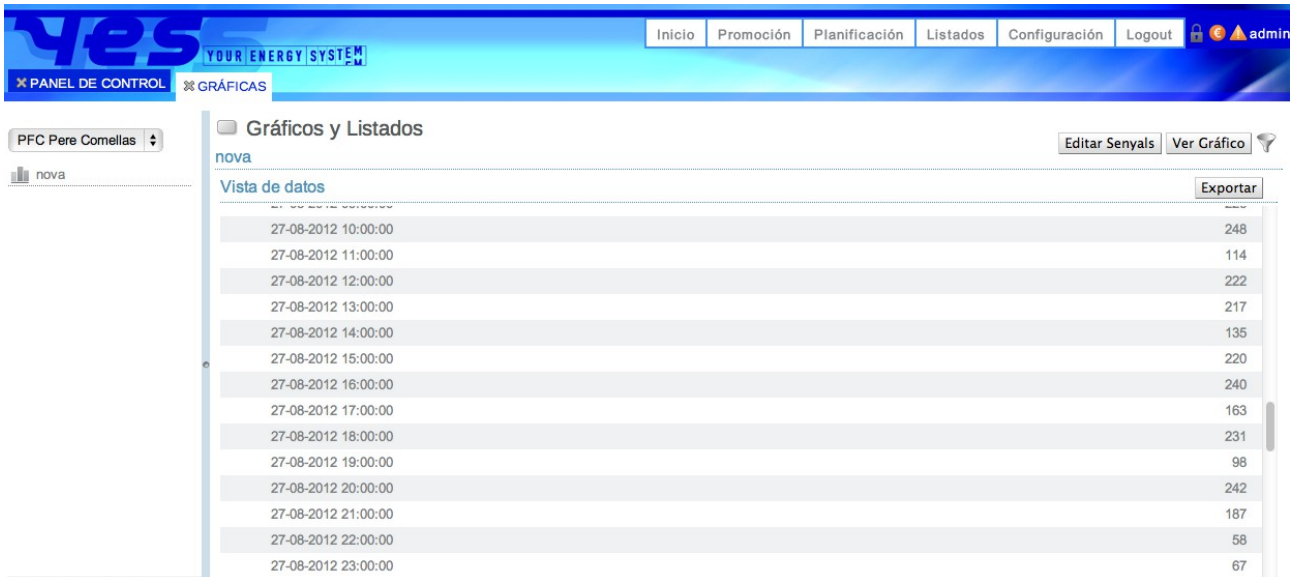 Yes
YOUR ENERGY SYSTEM
Inicio
Promoción
Planificación
Listados
Configuración
Logout
admin
PANEL DE CONTROL
GRÁFICAS
PFC Pere Comellas
nova
Gráficos y Listados
Editar Senyals
Ver Gráfico
nova
Vista de datos
Exportar
27-08-2012 10:00:00 248
27-08-2012 11:00:00 114
27-08-2012 12:00:00 222
27-08-2012 13:00:00 217
27-08-2012 14:00:00 135
27-08-2012 15:00:00 220
27-08-2012 16:00:00 240
27-08-2012 17:00:00 163
27-08-2012 18:00:00 231
27-08-2012 19:00:00 98
27-08-2012 20:00:00 242
27-08-2012 21:00:00 187
27-08-2012 22:00:00 58
27-08-2012 23:00:00 67